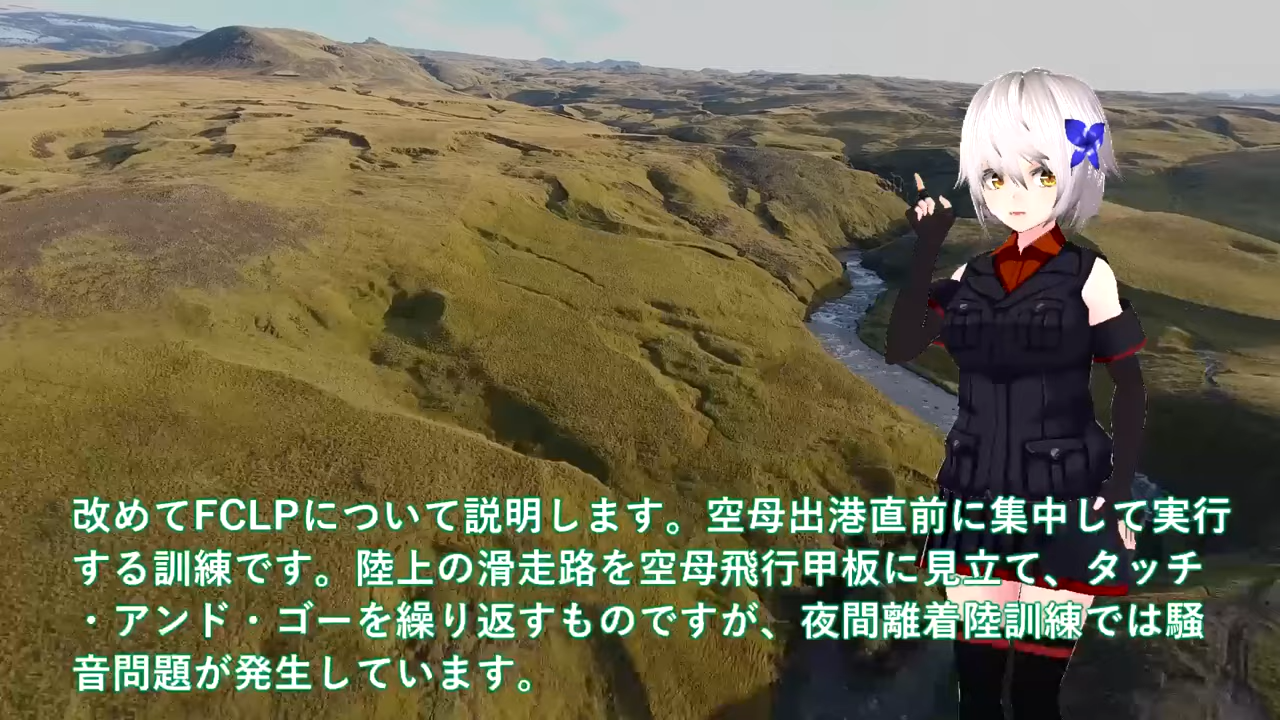 改めてFCLPについて説明します。空母出港直前に集中して実行
する訓練です。陸上の滑走路を空母飛行甲板に見立て、タッチ
・アンド・ゴーを繰り返すものですが、夜間離着陸訓練では騒
音問題が発生しています。